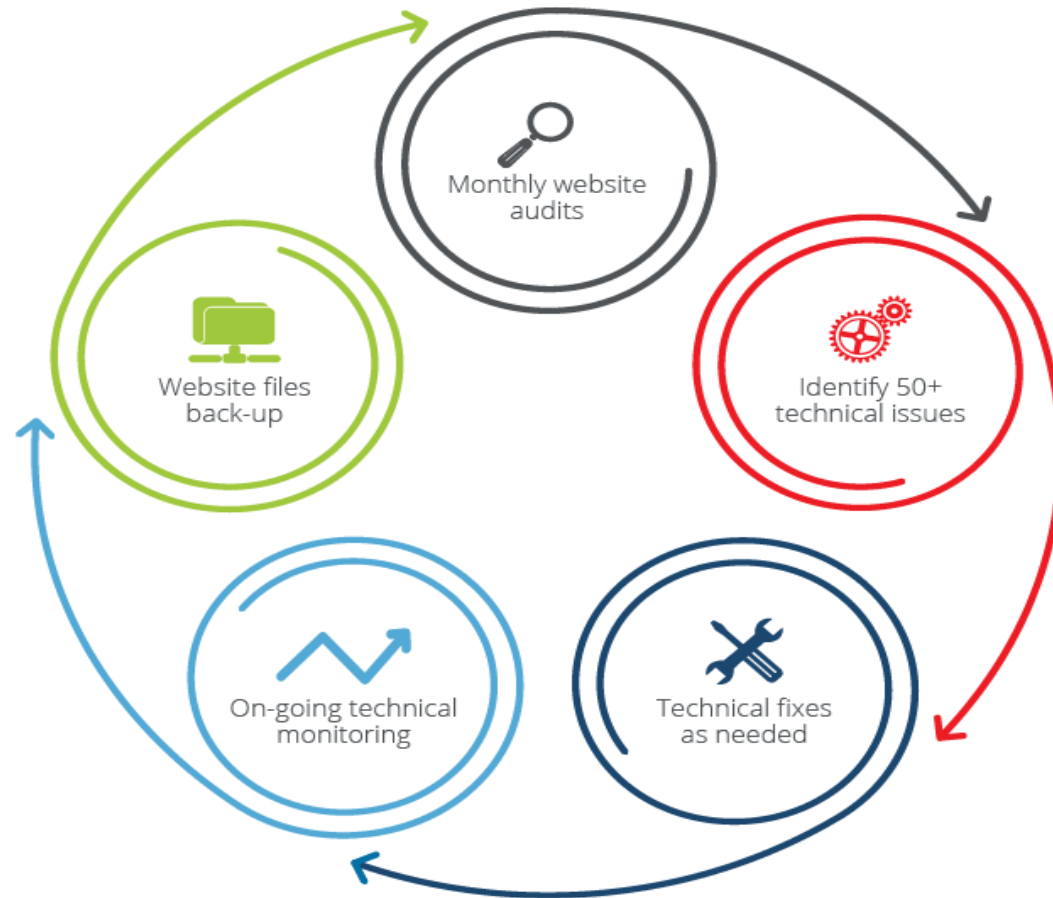 Monthly website
audits
Identify 50+
technical issues
Technical fixes
as needed
On-going technical
monitoring
Website files
back-up